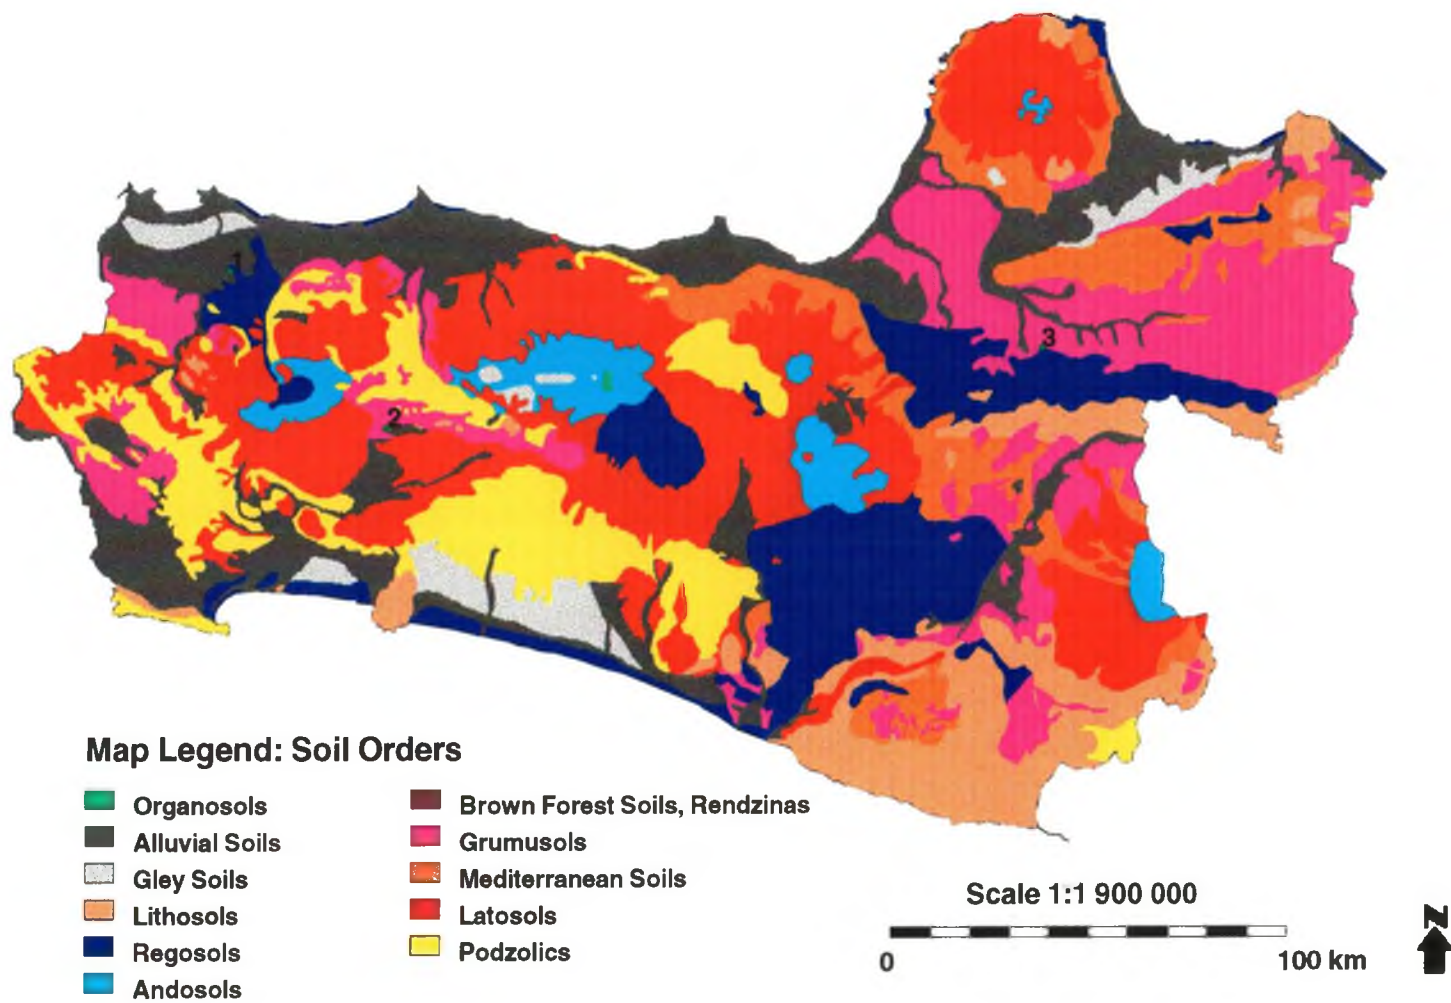 1
3
2
Map Legend: Soil Orders
Organosols
Alluvial Soils
Gley Soils
Lithosols
Regosols
Andosols
Brown Forest Soils, Rendzinas
Grumusols
Mediterranean Soils
Latosols
Podzolics
Scale 1:1 900 000
0 100 km
N